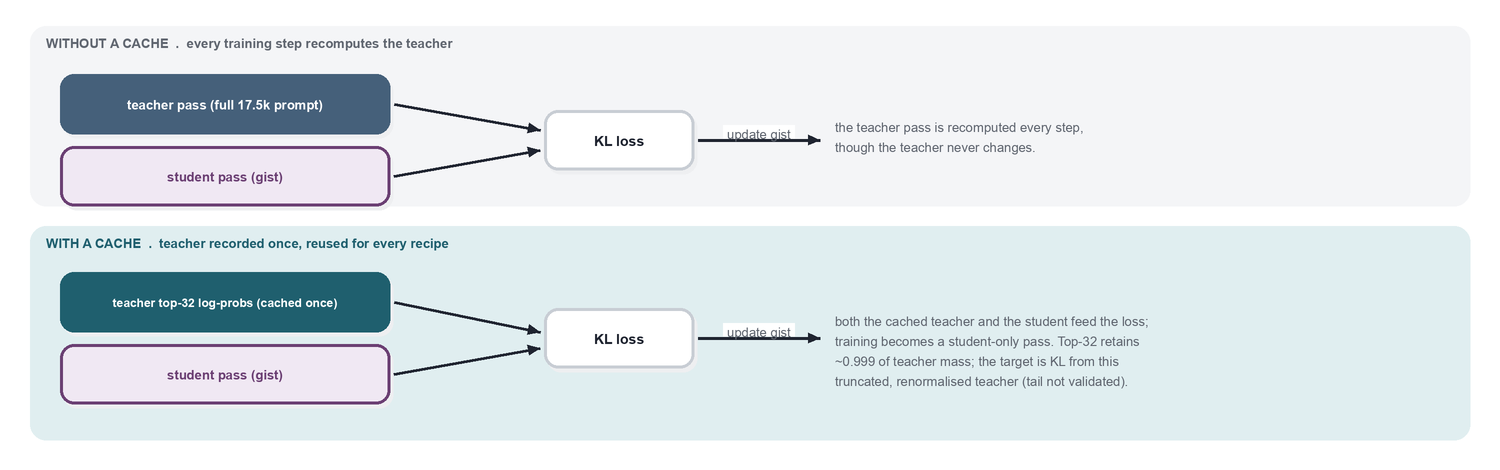 WITHOUT A CACHE . every training step recomputes the teacher
teacher pass (full 17.5k prompt)
student pass (gist)
KL loss
update gist
the teacher pass is recomputed every step,
though the teacher never changes.
WITH A CACHE . teacher recorded once, reused for every recipe
teacher top-32 log-probs (cached once)
student pass (gist)
KL loss
update gist
both the cached teacher and the student feed the loss;
training becomes a student-only pass. Top-32 retains
~0.999 of teacher mass; the target is KL from this
truncated, renormalised teacher (tail not validated).